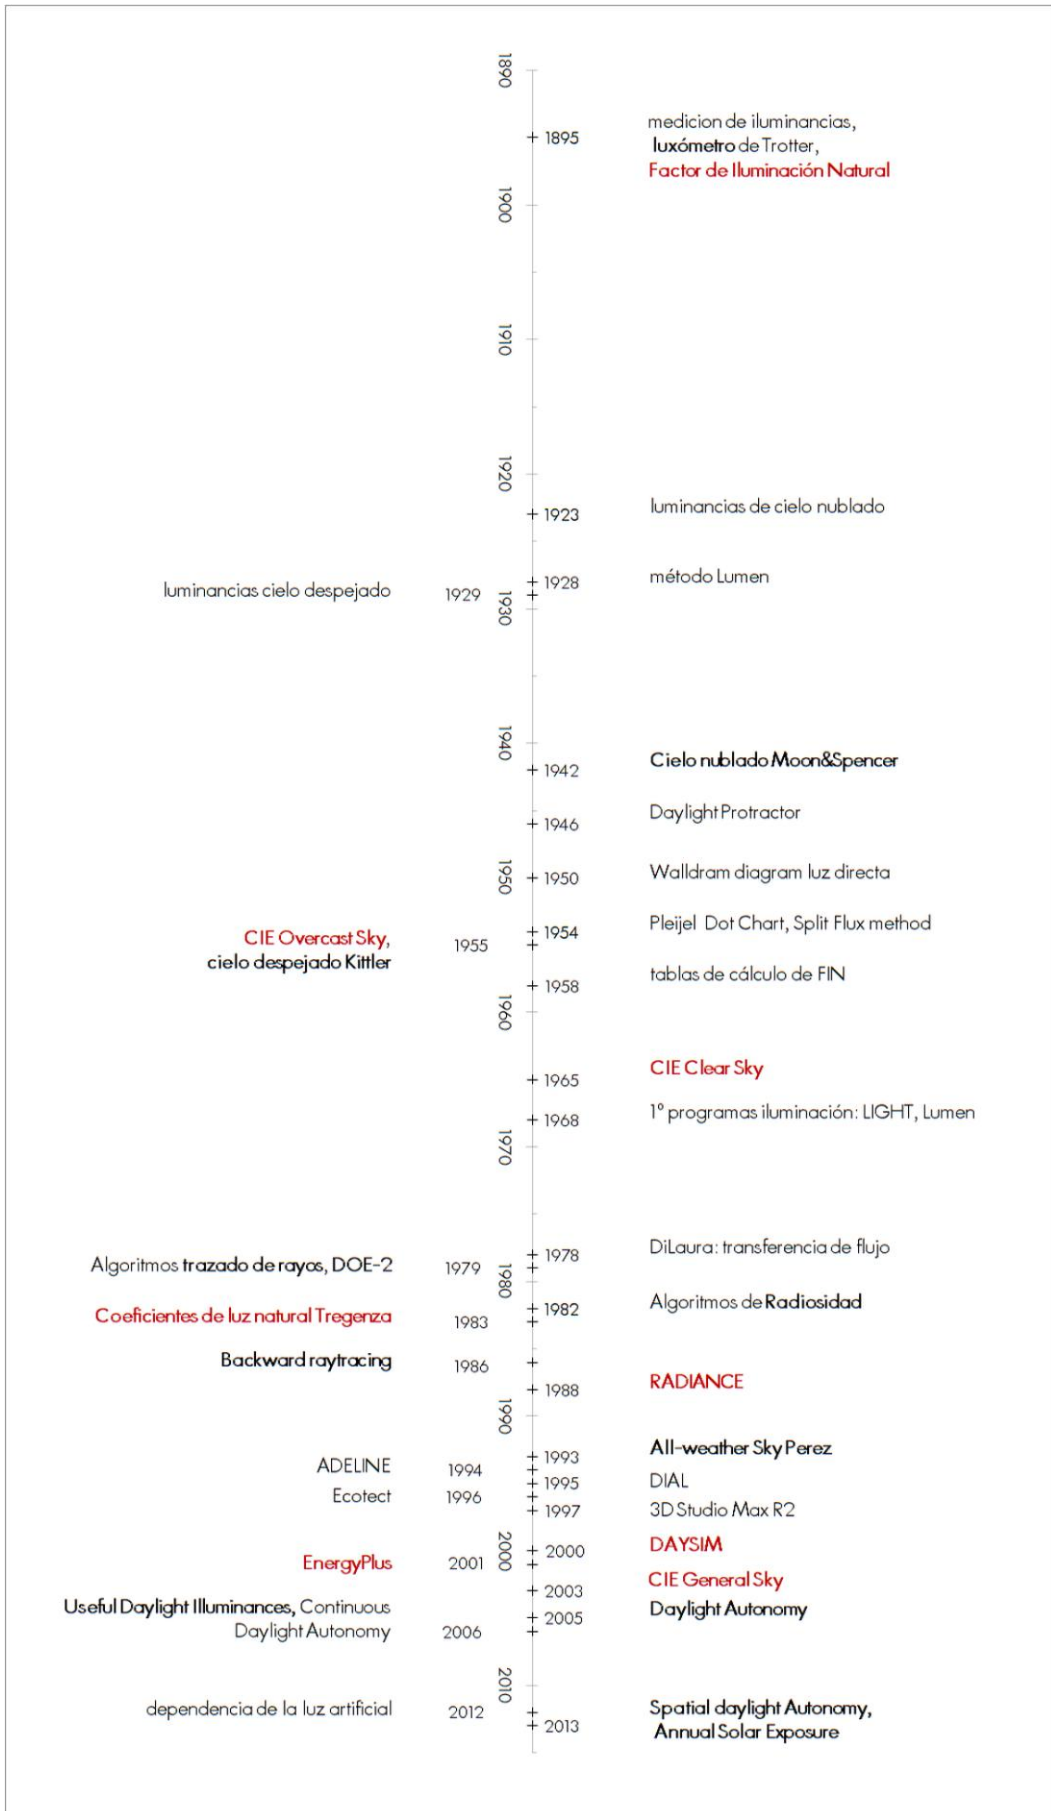 1890
1895
medicion de iluminancias,
luxómetro de Trotter,
Factor de Iluminación Natural
1900
1910
1920
1923
luminancias de cielo nublado
1928
método Lumen
luminancias cielo despejado
1929
1930
1940
1942
Cielo nublado Moon&Spencer
1946
Daylight Protractor
1950
1950
Walldram diagram luz directa
1954
Pleijel Dot Chart, Split Flux method
CIE Overcast Sky,
cielo despejado Kittler
1955
1958
tablas de cálculo de FIN
1960
1965
CIE Clear Sky
1968
1º programas iluminación: LIGHT, Lumen
1970
1978
DiLaura: transferencia de flujo
Algoritmos trazado de rayos, DOE-2
1979
1980
1982
Algoritmos de Radiosidad
Coeficientes de luz natural Tregenza
1983
Backward raytracing
1986
1988
RADIANCE
1990
1993
All-weather Sky Perez
ADELINE
1994
1995
DIAL
Ecotect
1996
1997
3D Studio Max R2
2000
2000
DAYSIM
EnergyPlus
2001
2003
CIE General Sky
2005
Daylight Autonomy
Useful Daylight Illuminances, Continuous
Daylight Autonomy
2006
2010
dependencia de la luz artificial
2012
2013
Spatial daylight Autonomy,
Annual Solar Exposure